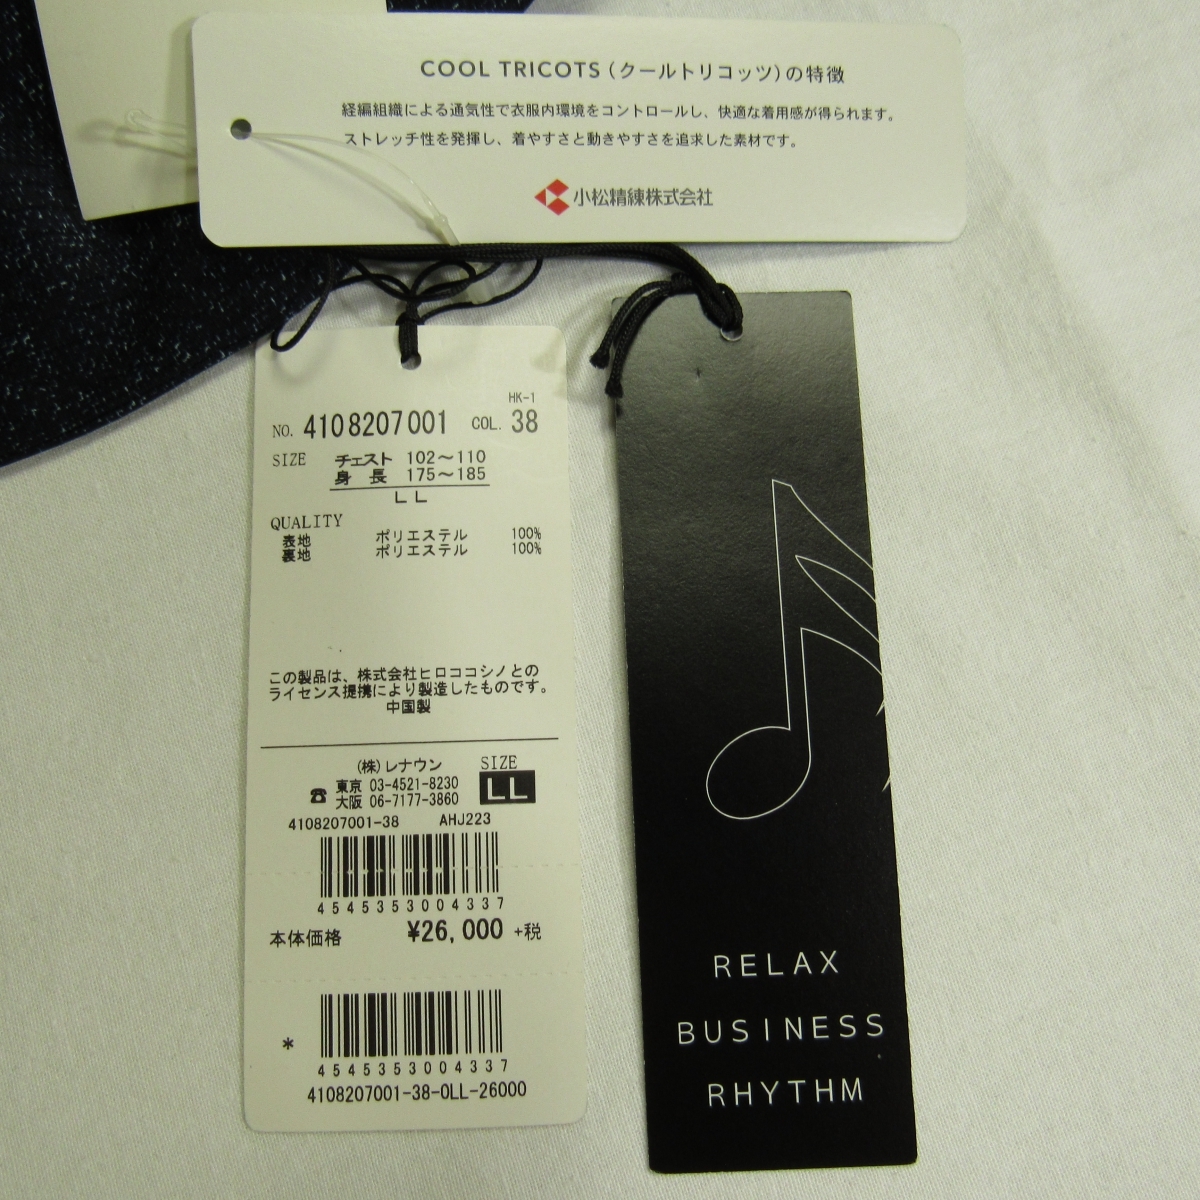 COOL TRICOTS（クールトリコッツ）の特徴
経編組織による通気性で衣服内環境をコントロールし、快適な着用感が得られます。
ストレッチ性を発揮し、着やすさと動きやすさを追求した素材です。
小松精練株式会社
HK-1
NO. 4108207001 COL. 38
SIZE チェスト 102～110
身 長 175～185
LL
QUALITY
表地 ポリエステル 100%
裏地 ポリエステル 100%
この製品は、株式会社ヒロココシノとの
ライセンス提携により製造したものです。
中国製
(株)レナウン SIZE
☎ 東京 03-4521-8230 LL
大阪 06-7177-3860
4108207001-38 AHJ223
4545353004337
本体価格 ¥26,000 +税
*
4545353004337
4108207001-38-0LL-26000
RELAX
BUSINESS
RHYTHM